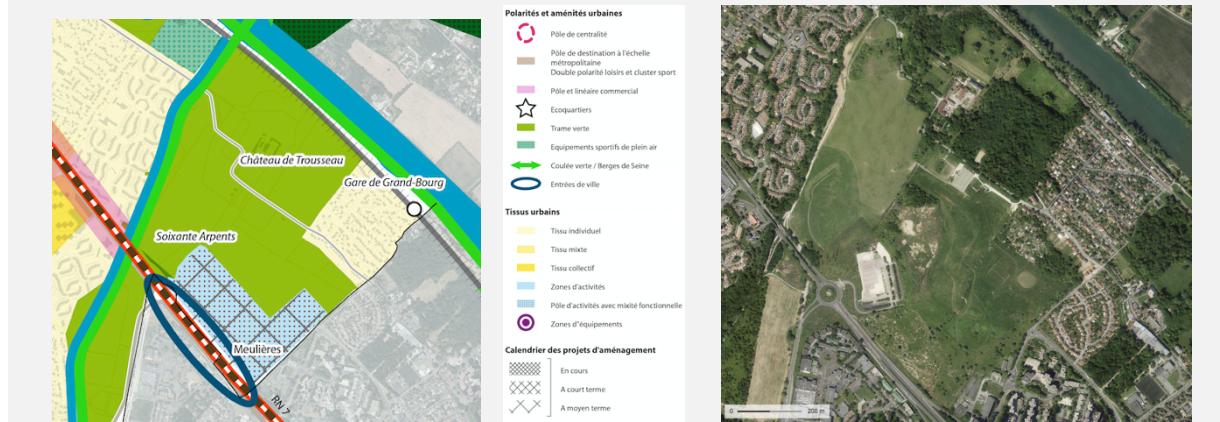 Château de Trousseau
Gare de Grand-Bourg
Soixante Arpents
Meulières
RN 7
Polarités et aménités urbaines
Pôle de centralité
Pôle de destination à l'échelle
métropolitaine
Double polarité loisirs et cluster sport
Pôle et linéaire commercial
Ecoquartiers
Trame verte
Equipements sportifs de plein air
Coulée verte / Berges de Seine
Entrées de ville
Tissus urbains
Tissu individuel
Tissu mixte
Tissu collectif
Zones d'activités
Pôle d'activités avec mixité fonctionnelle
Zones d"équipements
Calendrier des projets d'aménagement
En cours
A court terme
A moyen terme
0 200 m